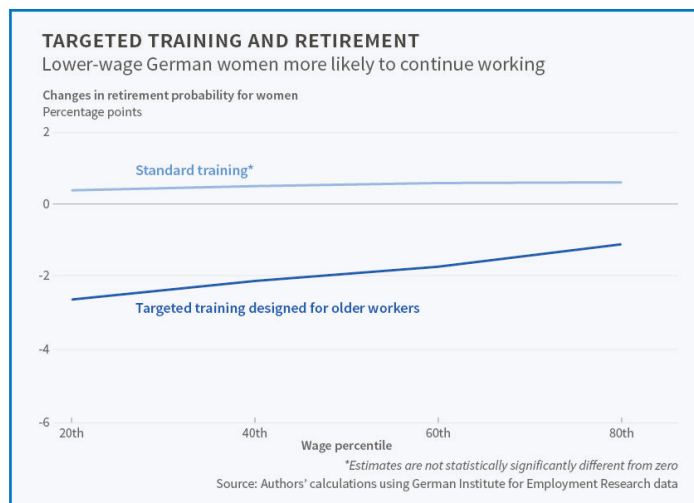 TARGETED TRAINING AND RETIREMENT
Lower-wage German women more likely to continue working
Changes in retirement probability for women
Percentage points
2
Standard training*
0
-2
Targeted training designed for older workers
-4
-6
20th 40th 60th 80th
Wage percentile
*Estimates are not statistically significantly different from zero
Source: Authors’ calculations using German Institute for Employment Research data